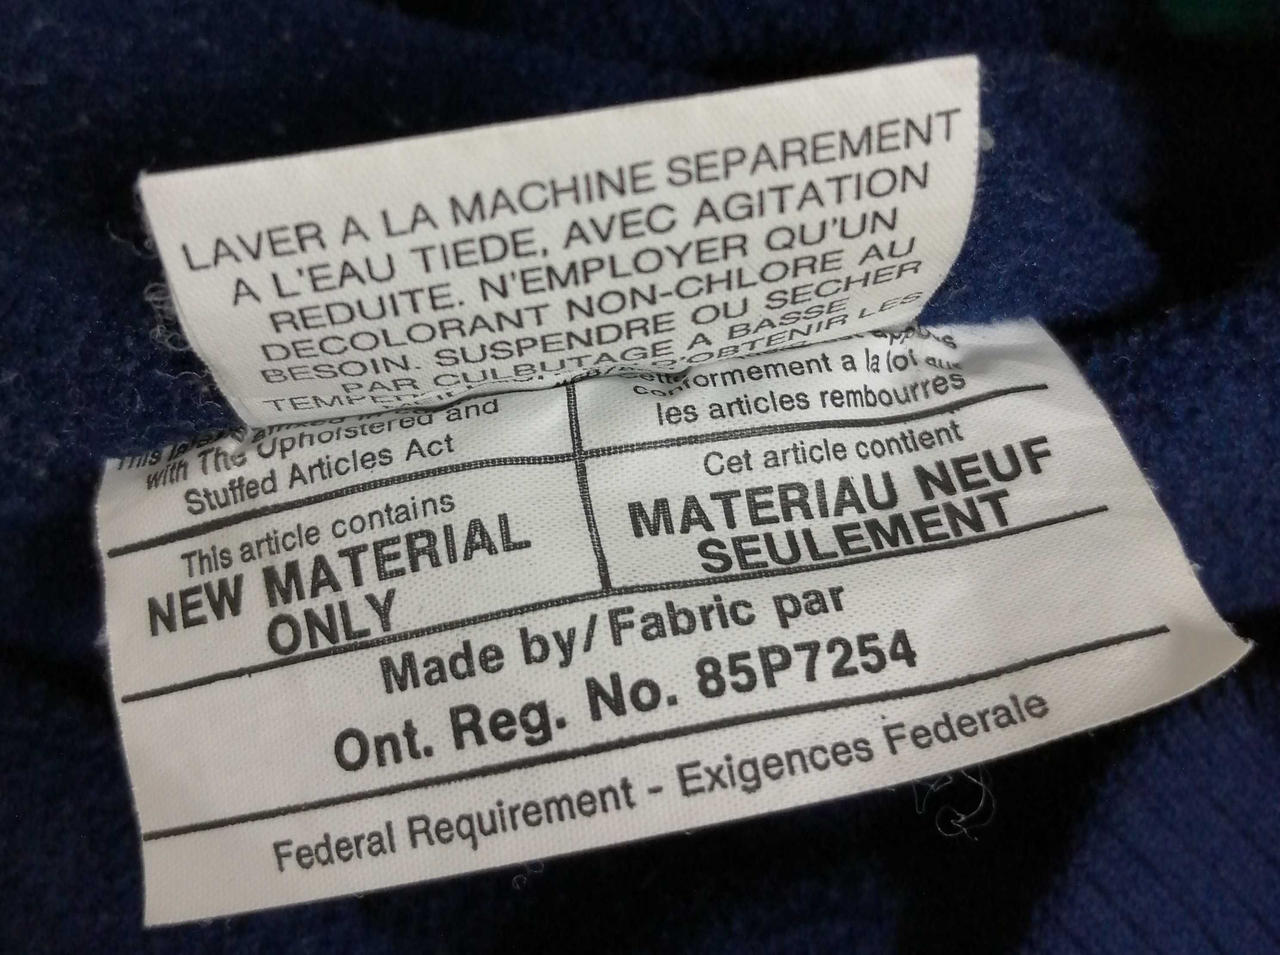 LAVER A LA MACHINE SEPAREMENT
A L'EAU TIEDE, AVEC AGITATION
REDUITE. N'EMPLOYER QU'UN
DECOLORANT NON-CHLORE AU
BESOIN. SUSPENDRE OU SECHER
PAR CULBUTAGE A BASSE
D'OBTENIR LES
This
with The Upholstered and
Stuffed Articles Act
conformement a la loi
les articles rembourres
This article contains
NEW MATERIAL
ONLY
Cet article contient
MATERIAU NEUF
SEULEMENT
Made by/Fabric par
Ont. Reg. No. 85P7254
Federal Requirement - Exigences Federale